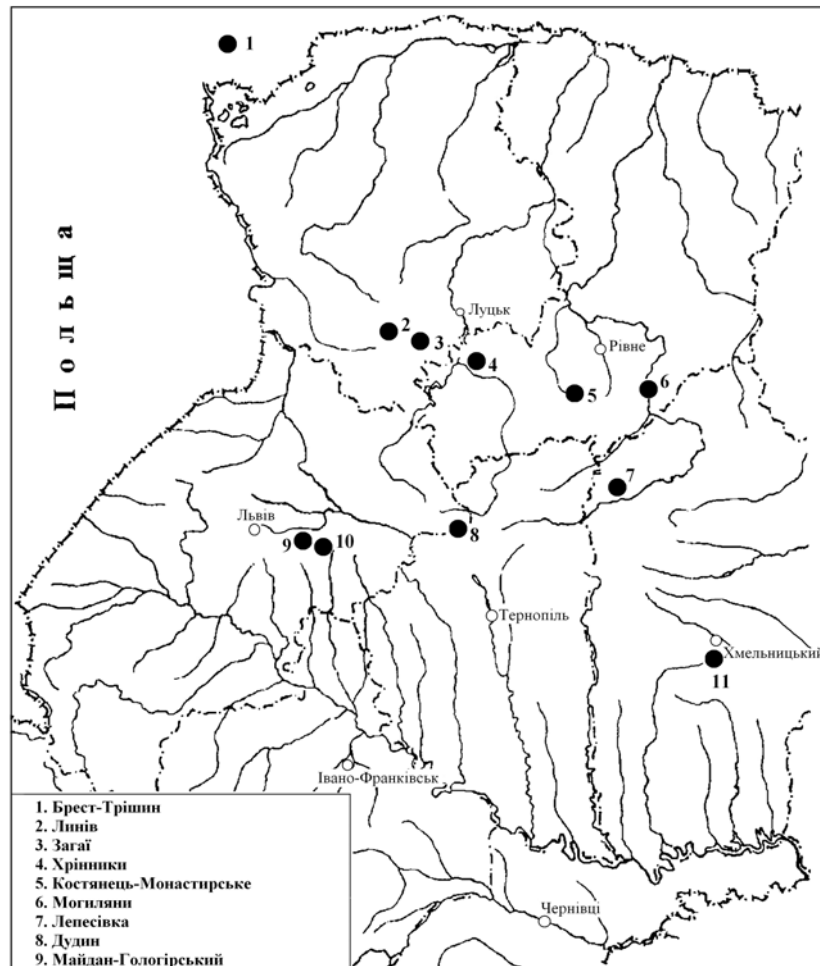 1
Польща
Луцьк
2
3
Рівне
4
5
6
7
Львів
8
9
10
Тернопіль
Хмельницький
11
Івано-Франківськ
Чернівці
1. Брест-Трішин
2. Линів
3. Загаї
4. Хрінники
5. Костянець-Монастирське
6. Могиляни
7. Лепесівка
8. Дудин
9. Майдан-Гологірський